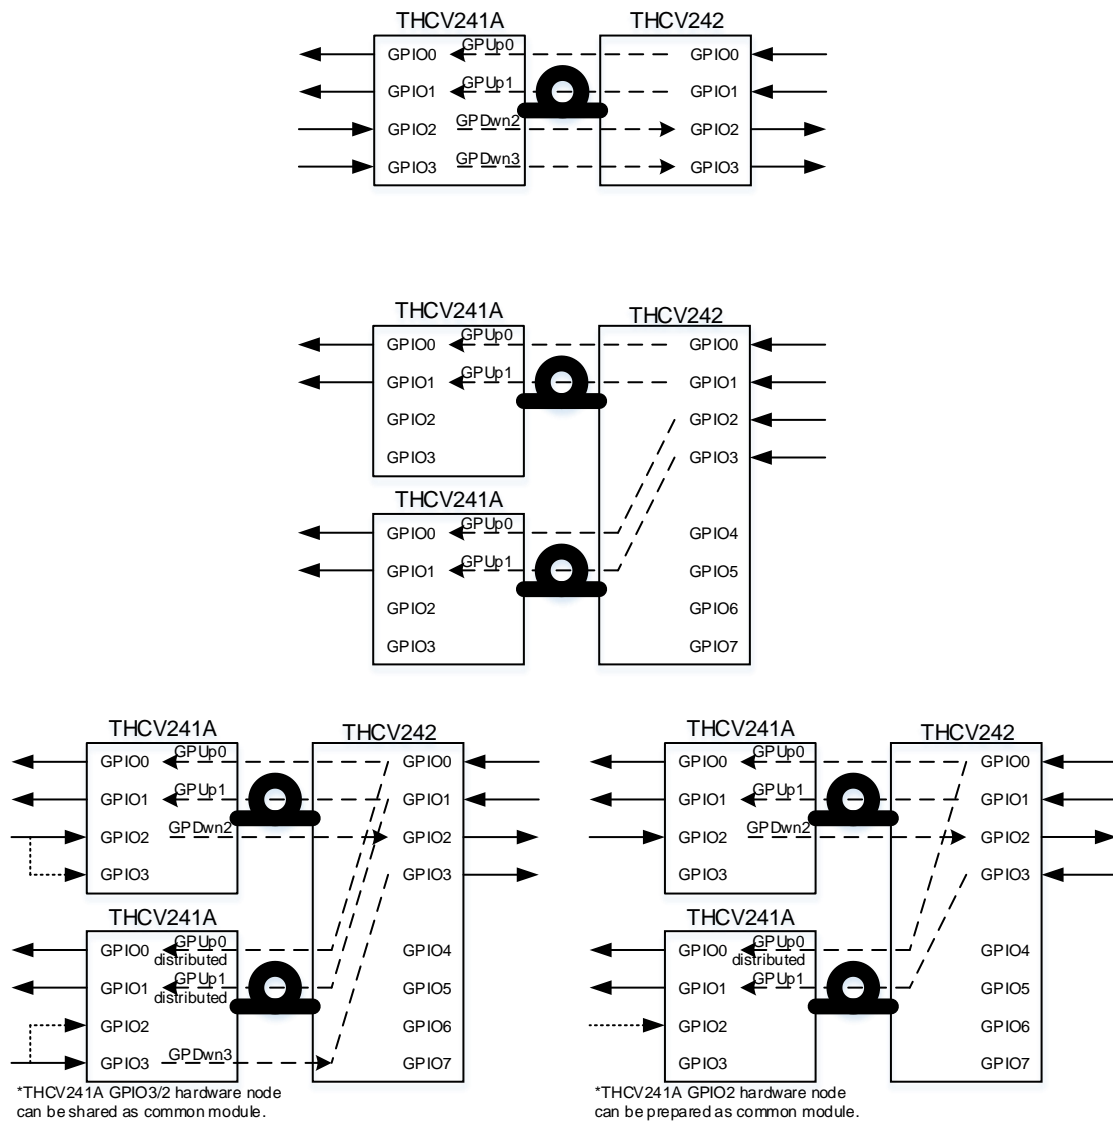 THCV241A THCV242
GPIO0 GPUp0 GPIO0
GPIO1 GPUp1 GPIO1
GPIO2 GPDwn2 GPIO2
GPIO3 GPDwn3 GPIO3
THCV241A THCV242
GPIO0 GPUp0 GPIO0
GPIO1 GPUp1 GPIO1
GPIO2 GPIO2
GPIO3 GPIO3
THCV241A
GPIO0 GPUp0 GPIO4
GPIO1 GPUp1 GPIO5
GPIO2 GPIO6
GPIO3 GPIO7
THCV241A THCV242
GPIO0 GPUp0 GPIO0
GPIO1 GPUp1 GPIO1
GPIO2 GPDwn2 GPIO2
GPIO3 GPIO3
THCV241A
GPIO0 GPUp0 GPIO4
distributed
GPIO1 GPUp1 GPIO5
distributed
GPIO2 GPIO6
GPIO3 GPDwn3 GPIO7
*THCV241A GPIO3/2 hardware node
can be shared as common module.
THCV241A THCV242
GPIO0 GPUp0 GPIO0
GPIO1 GPUp1 GPIO1
GPIO2 GPDwn2 GPIO2
GPIO3 GPIO3
THCV241A
GPIO0 GPUp0 GPIO4
distributed
GPIO1 GPUp1 GPIO5
GPIO2 GPIO6
GPIO3 GPIO7
*THCV241A GPIO2 hardware node
can be prepared as common module.